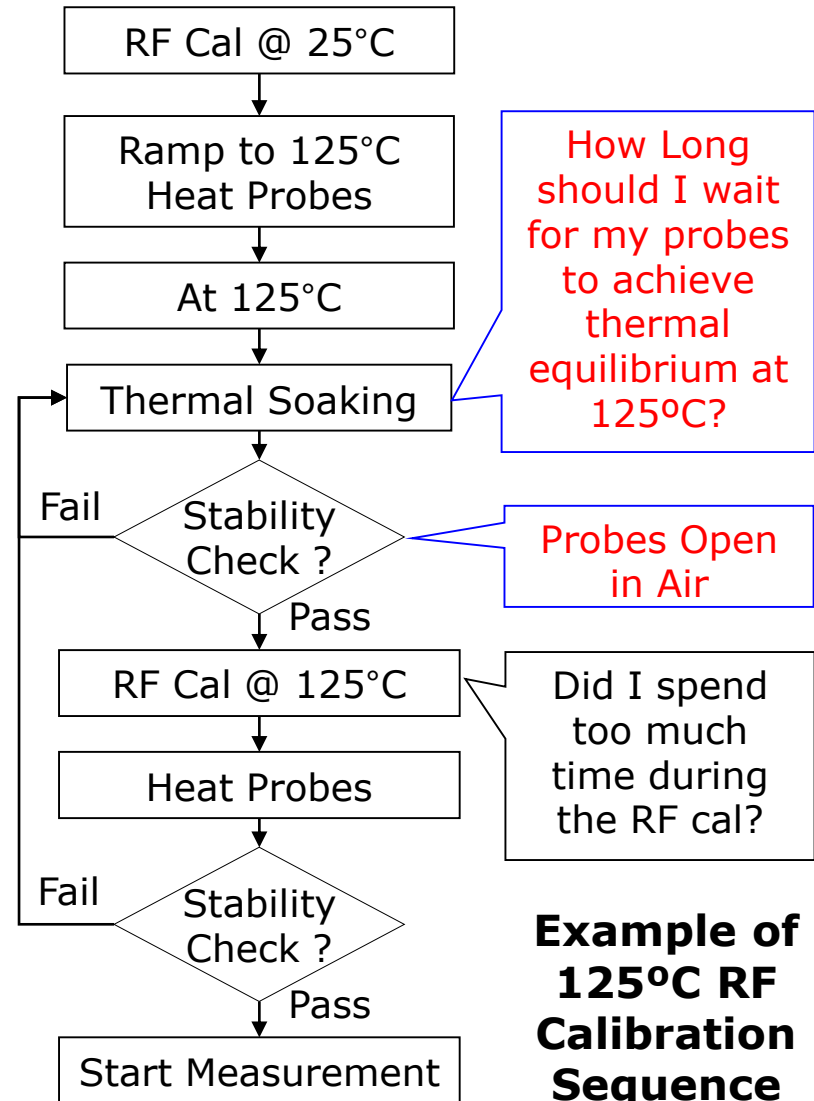 RF Cal @ 25°C
Ramp to 125°C
Heat Probes
How Long
should I wait
for my probes
to achieve
thermal
equilibrium at
125ºC?
At 125°C
Thermal Soaking
Fail
Stability
Check ?
Probes Open
in Air
Pass
RF Cal @ 125°C
Did I spend
too much
time during
the RF cal?
Heat Probes
Fail
Stability
Check ?
Pass
Start Measurement
Example of
125ºC RF
Calibration
Sequence